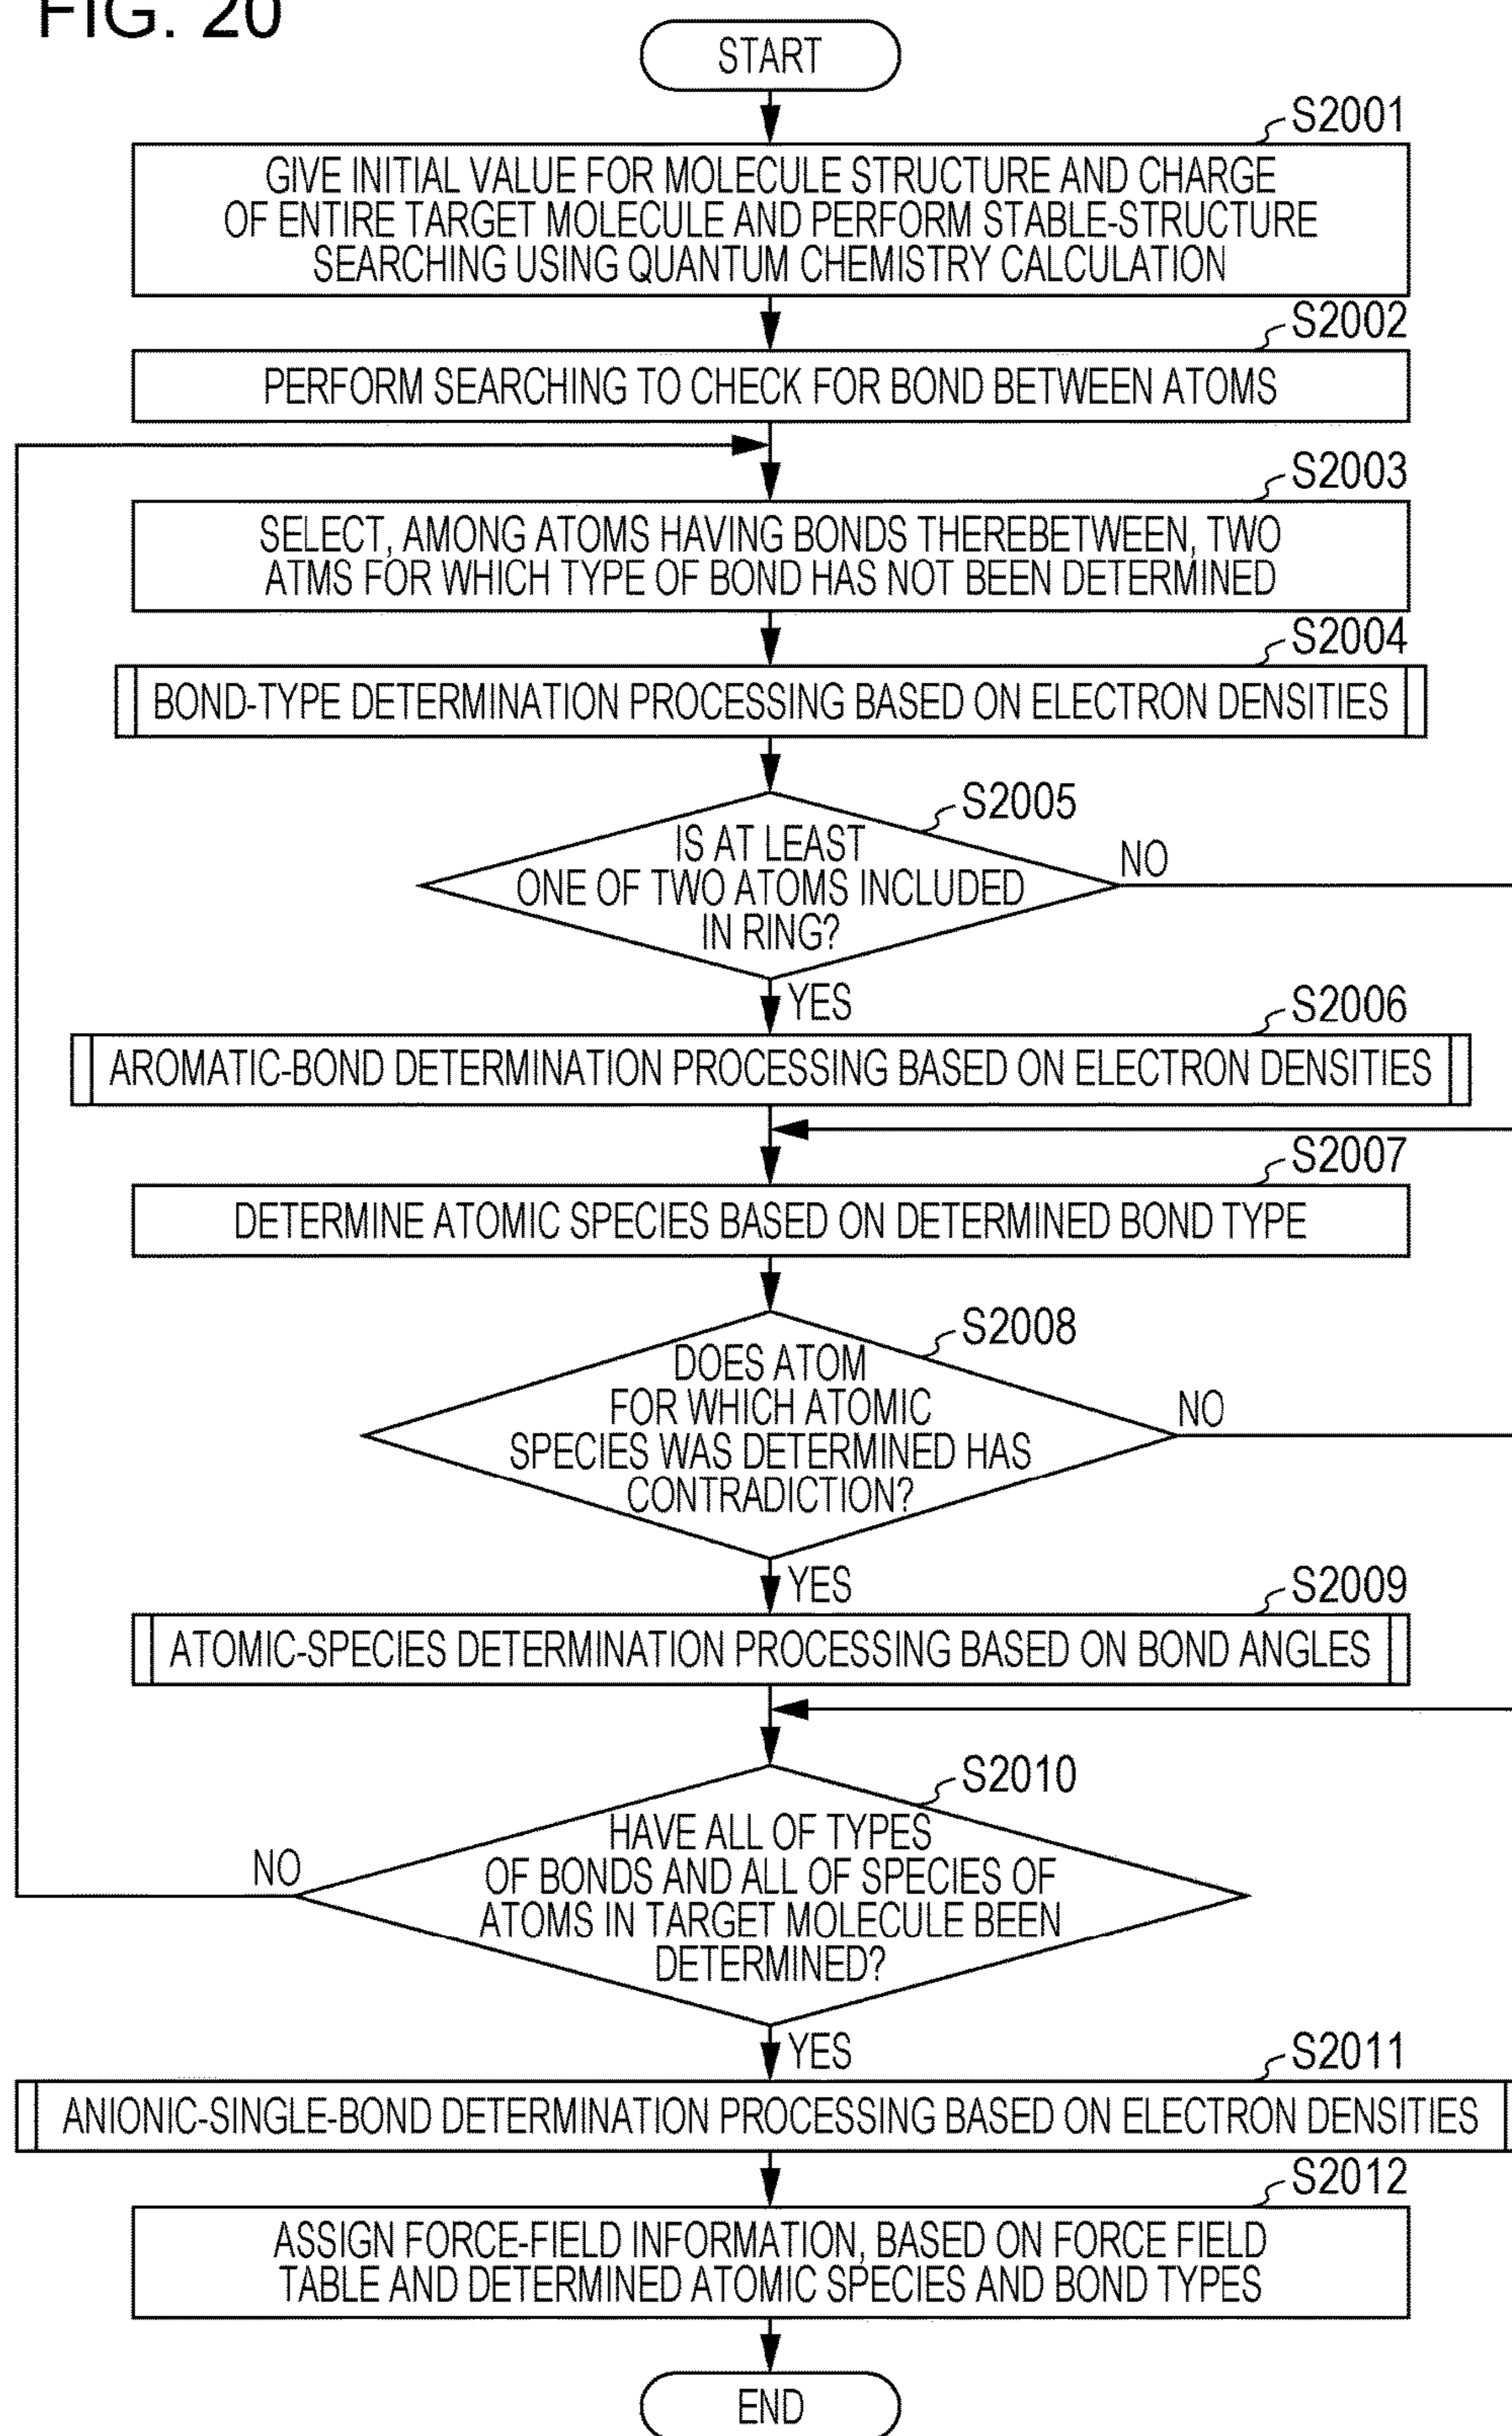 FIG. 20
START
S2001
GIVE INITIAL VALUE FOR MOLECULE STRUCTURE AND CHARGE
OF ENTIRE TARGET MOLECULE AND PERFORM STABLE-STRUCTURE
SEARCHING USING QUANTUM CHEMISTRY CALCULATION
S2002
PERFORM SEARCHING TO CHECK FOR BOND BETWEEN ATOMS
S2003
SELECT, AMONG ATOMS HAVING BONDS THEREBETWEEN, TWO
ATMS FOR WHICH TYPE OF BOND HAS NOT BEEN DETERMINED
S2004
BOND-TYPE DETERMINATION PROCESSING BASED ON ELECTRON DENSITIES
S2005
IS AT LEAST
ONE OF TWO ATOMS INCLUDED
IN RING?
NO
YES
S2006
AROMATIC-BOND DETERMINATION PROCESSING BASED ON ELECTRON DENSITIES
S2007
DETERMINE ATOMIC SPECIES BASED ON DETERMINED BOND TYPE
S2008
DOES ATOM
FOR WHICH ATOMIC
SPECIES WAS DETERMINED HAS
CONTRADICTION?
NO
YES
S2009
ATOMIC-SPECIES DETERMINATION PROCESSING BASED ON BOND ANGLES
S2010
HAVE ALL OF TYPES
OF BONDS AND ALL OF SPECIES OF
ATOMS IN TARGET MOLECULE BEEN
DETERMINED?
NO
YES
S2011
ANIONIC-SINGLE-BOND DETERMINATION PROCESSING BASED ON ELECTRON DENSITIES
S2012
ASSIGN FORCE-FIELD INFORMATION, BASED ON FORCE FIELD
TABLE AND DETERMINED ATOMIC SPECIES AND BOND TYPES
END